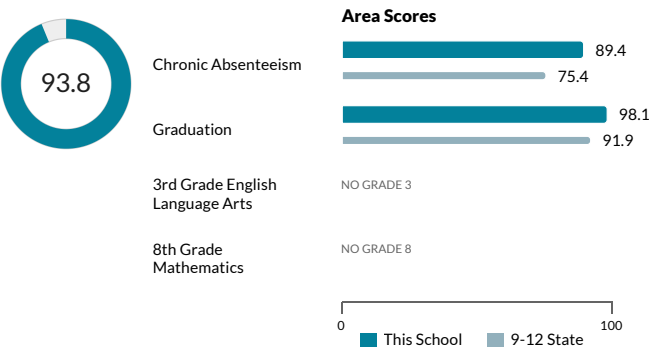 Area Scores
93.8
Chronic Absenteeism
89.4
75.4
Graduation
98.1
91.9
3rd Grade English
Language Arts
NO GRADE 3
8th Grade
Mathematics
NO GRADE 8
0
100
This School
9-12 State